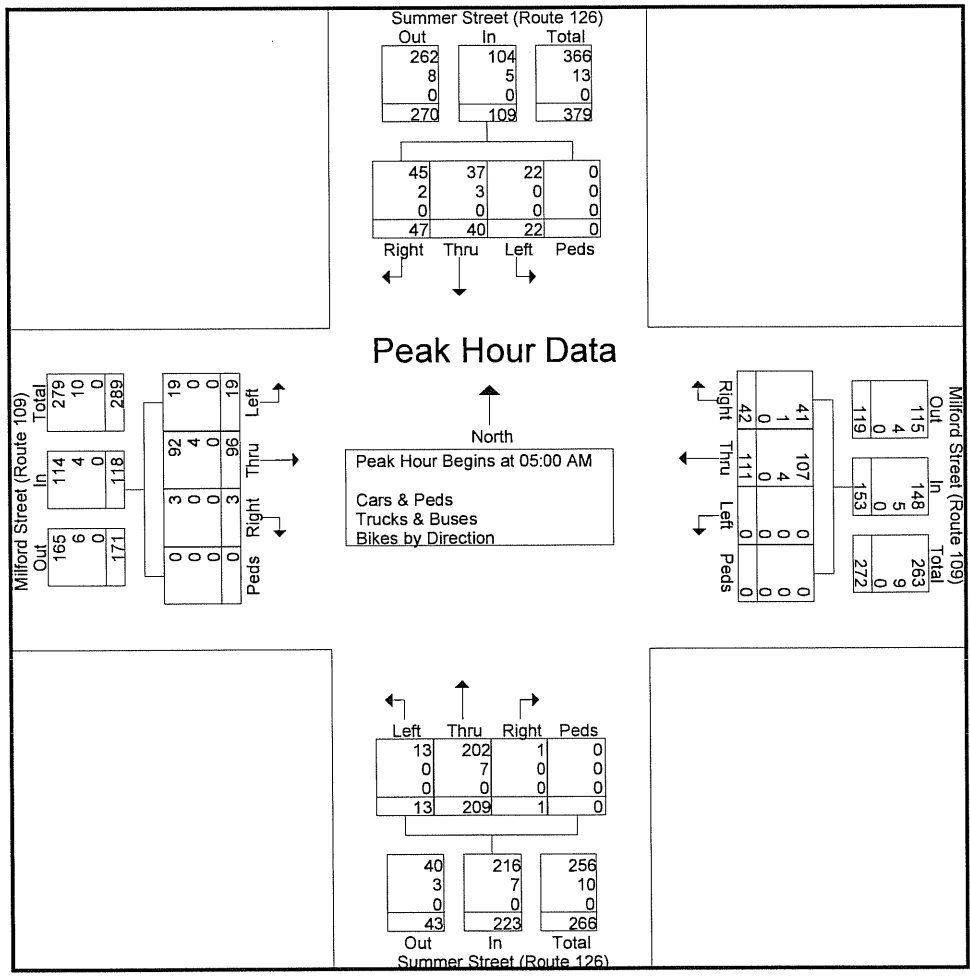 Summer Street (Route 126)
Out In Total
262 104 366
8 5 13
0 0 0
270 109 379
45 37 22 0
2 3 0 0
0 0 0 0
47 40 22 0
Right Thru Left Peds
Peak Hour Data
North
Peak Hour Begins at 05:00 AM
Cars & Peds
Trucks & Buses
Bikes by Direction
Milford Street (Route 109)
Out In Total
165 114 279
6 4 10
0 0 0
171 118 289
0 3 92 19
0 0 4 0
0 0 0 0
0 3 96 19
Peds Right Thru Left
Milford Street (Route 109)
Out In Total
115 148 263
4 5 9
0 0 0
119 153 272
41 107 0 0
1 4 0 0
0 0 0 0
42 111 0 0
Right Thru Left Peds
Left Thru Right Peds
13 202 1 0
0 7 0 0
0 0 0 0
13 209 1 0
40 216 256
3 7 10
0 0 0
43 223 266
Out In Total
Summer Street (Route 126)